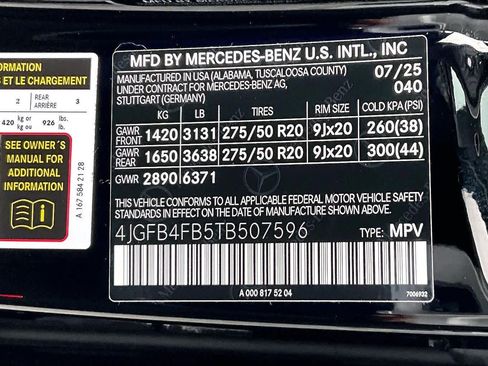 INFORMATION
ET LE CHARGEMENT
2 REAR ARRIÈRE 3
420 kg 926 lbs. lb.
SEE OWNER'S
MANUAL FOR
ADDITIONAL
INFORMATION
A 167 584 21 28
MFD BY MERCEDES-BENZ U.S. INTL., INC
MANUFACTURED IN USA (ALABAMA, TUSCALOOSA COUNTY) 07/25
UNDER CONTRACT FOR MERCEDES-BENZ AG, 040
STUTTGART (GERMANY)
KG LB TIRES RIM SIZE COLD KPA (PSI)
GAWR FRONT 1420 3131 275/50 R20 9Jx20 260(38)
GAWR REAR 1650 3638 275/50 R20 9Jx20 300(44)
GVWR 2890 6371
THIS VEHICLE CONFORMS TO ALL APPLICABLE FEDERAL MOTOR VEHICLE SAFETY
STANDARDS IN EFFECT ON THE DATE OF MANUFACTURE SHOWN ABOVE.
4JGFB4FB5TB507596 TYPE: MPV
A 000 817 52 04
7006932